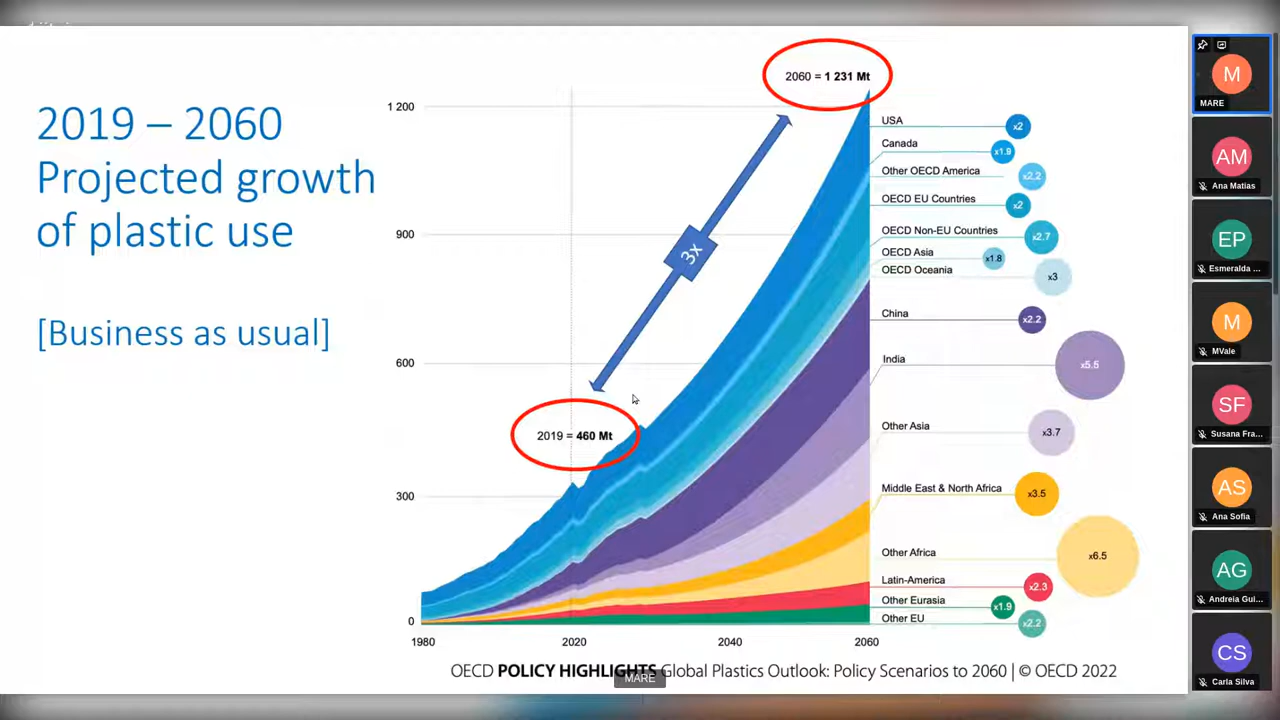 2019 – 2060
Projected growth
of plastic use
[Business as usual]
2060 = 1 231 Mt
1 200
900
600
300
0
3x
2019 = 460 Mt
1980
2020
2040
2060
USA
x2
Canada
x1.9
Other OECD America
x2.2
OECD EU Countries
x2
OECD Non-EU Countries
x2.7
OECD Asia
x1.8
OECD Oceania
x3
China
x2.2
India
x5.5
Other Asia
x3.7
Middle East & North Africa
x3.5
Other Africa
x6.5
Latin-America
x2.3
Other Eurasia
x1.9
Other EU
x2.2
OECD POLICY HIGHLIGHTS Global Plastics Outlook: Policy Scenarios to 2060 | © OECD 2022
MARE
M
MARE
AM
Ana Matias
EP
Esmeralda ...
M
MVale
SF
Susana Fra...
AS
Ana Sofia
AG
Andreia Gui...
CS
Carla Silva